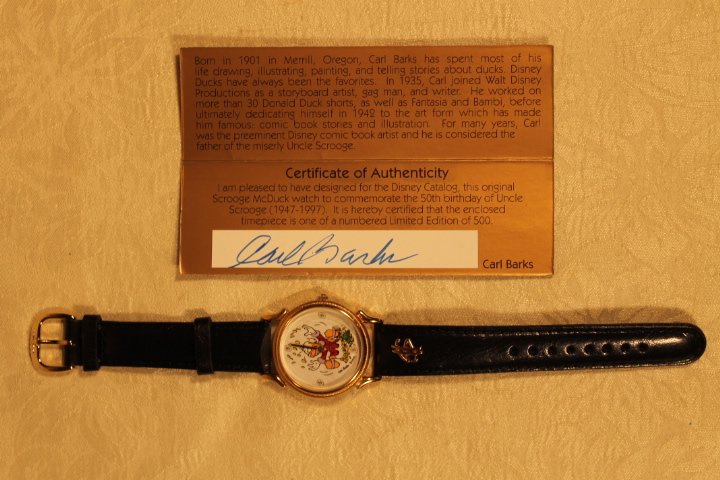 Born in 1901 in Merrill, Oregon, Carl Barks has spent most of his
life drawing, illustrating, painting, and telling stories about ducks. Disney
Ducks have always been the favorites. In 1935, Carl joined Walt Disney
Productions as a storyboard artist, gag man, and writer. He worked on
more than 30 Donald Duck shorts, as well as Fantasia and Bambi, before
ultimately dedicating himself in 1942 to the art form which has made
him famous: comic book stories and illustration. For many years, Carl
was the preeminent Disney comic book artist and he is considered the
father of the miserly Uncle Scrooge.
Certificate of Authenticity
I am pleased to have designed for the Disney Catalog, this original
Scrooge McDuck watch to commemorate the 50th birthday of Uncle
Scrooge (1947-1997). It is hereby certified that the enclosed
timepiece is one of a numbered Limited Edition of 500.
Carl Barks
Carl Barks